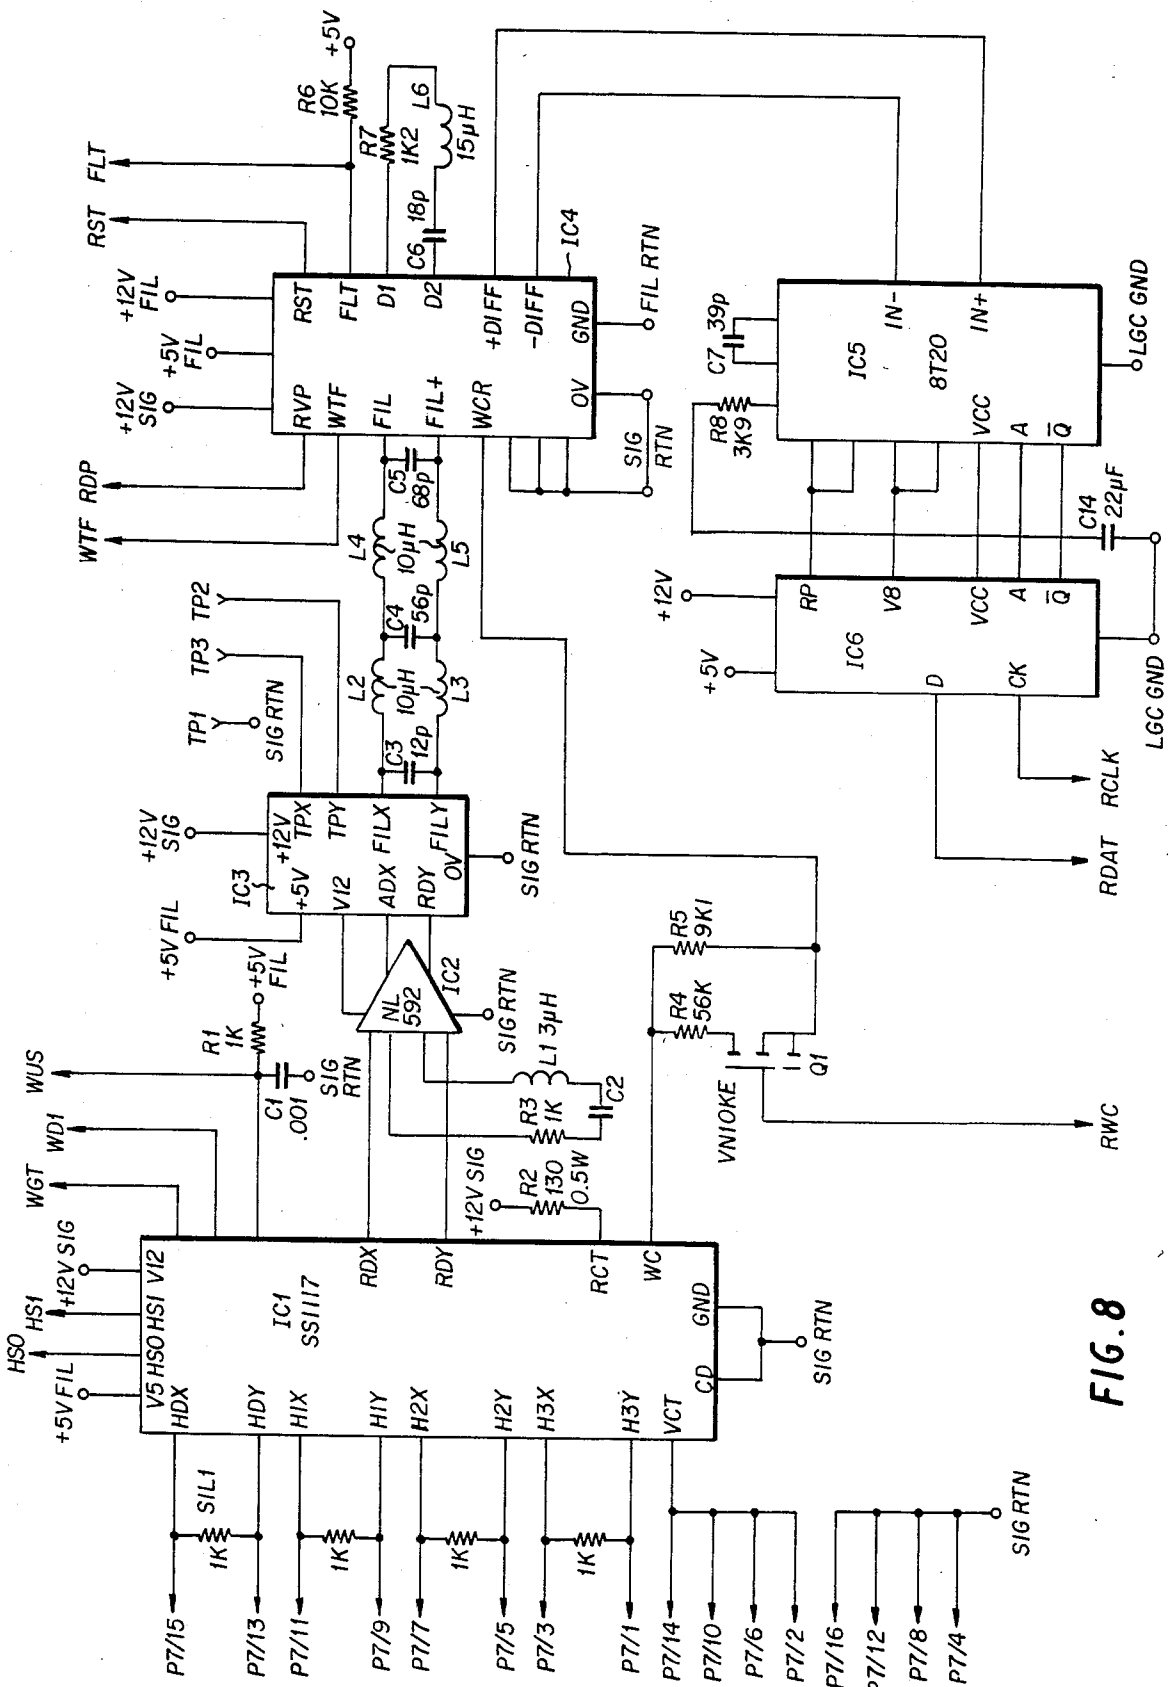 HS0
HS1
+12V SIG
+5V FIL
WGT
WD1
WUS
R1
1K
+5V
FIL
C1
.001
SIG
RTN
V5
HS0
HS1
V12
HDX
HDY
H1X
H1Y
H2X
H2Y
H3X
H3Y
VCT
IC1
SS1117
RDX
RDY
RCT
WC
CD
GND
SIG RTN
SIL1
1K
1K
1K
1K
P7/15
P7/13
P7/11
P7/9
P7/7
P7/5
P7/3
P7/1
P7/14
P7/10
P7/6
P7/2
P7/16
P7/12
P7/8
P7/4
SIG RTN
+12V SIG
R2
130
0.5W
R3
1K
L1 3µH
C2
NL
592
IC2
SIG RTN
R4
56K
R5
9K1
VN10KE
Q1
RWC
+5V FIL
+12V
SIG
IC3
+5V
+12V
V12
ADX
RDY
TPX
TPY
FILX
FILY
0V
SIG RTN
TP1
SIG RTN
TP3
TP2
C3
12p
L2
10µH
L3
C4
56p
L4
10µH
L5
C5
68p
WTF
RDP
+12V
SIG
+5V
FIL
+12V
FIL
RST
FLT
R6
10K
+5V
R7
1K2
L6
15µH
C6
18p
RVP
WTF
FIL
FIL+
WCR
0V
RST
FLT
D1
D2
+DIFF
-DIFF
GND
IC4
FIL RTN
SIG
RTN
+5V
+12V
IC6
D
CK
RP
V8
VCC
A
Q
LGC GND
RDAT
RCLK
R8
3K9
C7
39p
C14
22µF
IC5
8T20
IN-
IN+
VCC
A
Q
LGC GND
FIG.8